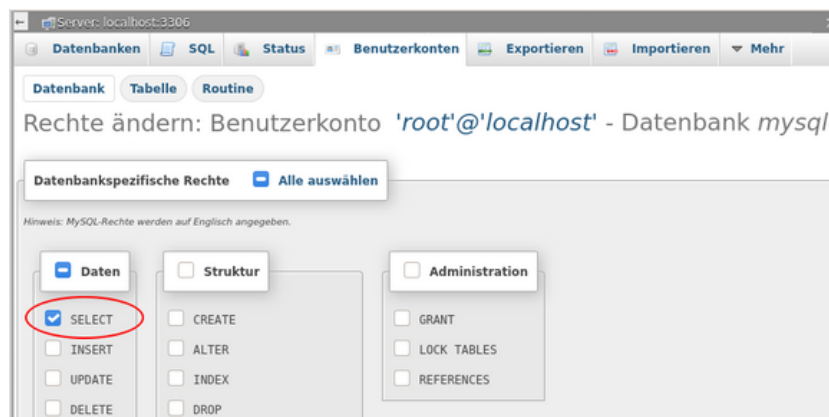 Server: localhost:3306
Datenbanken SQL Status Benutzerkonten Exportieren Importieren Mehr
Datenbank Tabelle Routine
Rechte ändern: Benutzerkonto 'root'@'localhost' - Datenbank mysql
Datenbankspezifische Rechte Alle auswählen
Hinweis: MySQL-Rechte werden auf Englisch angegeben.
Daten Struktur Administration
SELECT CREATE GRANT
INSERT ALTER LOCK TABLES
UPDATE INDEX REFERENCES
DELETE DROP